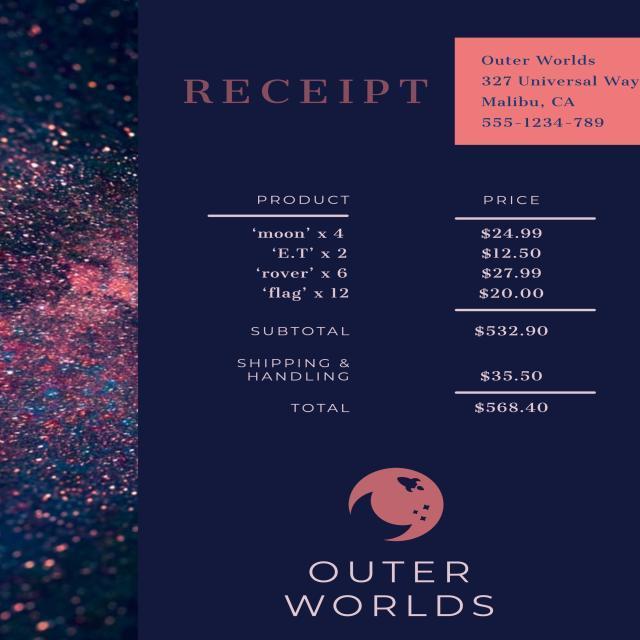 RECEIPT
Outer Worlds
327 Universal Way
Malibu, CA
555-1234-789
PRODUCT PRICE
‘moon’ x 4 $24.99
‘E.T’ x 2 $12.50
‘rover’ x 6 $27.99
‘flag’ x 12 $20.00
SUBTOTAL $532.90
SHIPPING &
HANDLING $35.50
TOTAL $568.40
OUTER
WORLDS